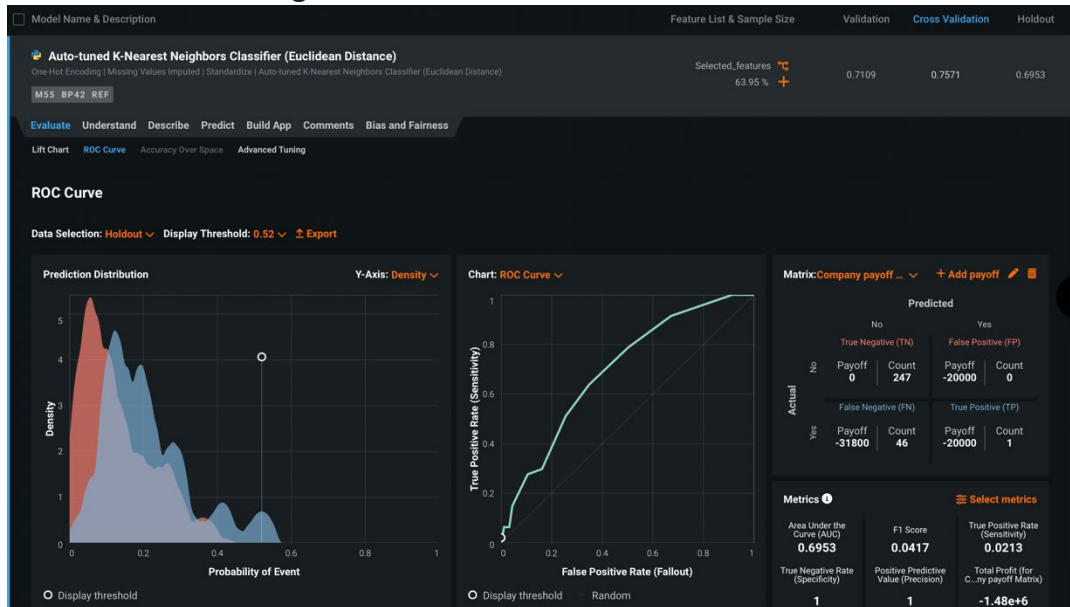 Model Name & Description Feature List & Sample Size Validation Cross Validation Holdout
Auto-tuned K-Nearest Neighbors Classifier (Euclidean Distance)
One-Hot Encoding | Missing Values Imputed | Standardize | Auto-tuned K-Nearest Neighbors Classifier (Euclidean Distance)
M55 BP42 REF
Selected_features
63.95 %
0.7109 0.7571 0.6953
Evaluate Understand Describe Predict Build App Comments Bias and Fairness
Lift Chart ROC Curve Accuracy Over Space Advanced Tuning
ROC Curve
Data Selection: Holdout Display Threshold: 0.52 Export
Prediction Distribution Y-Axis: Density
5
4
3
2
1
0
Density
0 0.2 0.4 0.6 0.8 1
Probability of Event
Display threshold
Chart: ROC Curve
1
0.8
0.6
0.4
0.2
0
True Positive Rate (Sensitivity)
0 0.2 0.4 0.6 0.8 1
False Positive Rate (Fallout)
Display threshold Random
Matrix:Company payoff ... + Add payoff
Predicted
No Yes
Actual
No
True Negative (TN) False Positive (FP)
Payoff Count Payoff Count
0 247 -20000 0
Yes
False Negative (FN) True Positive (TP)
Payoff Count Payoff Count
-31800 46 -20000 1
Metrics Select metrics
Area Under the Curve (AUC)
0.6953
F1 Score
0.0417
True Positive Rate (Sensitivity)
0.0213
True Negative Rate (Specificity)
1
Positive Predictive Value (Precision)
1
Total Profit (for C...ny payoff Matrix)
-1.48e+6